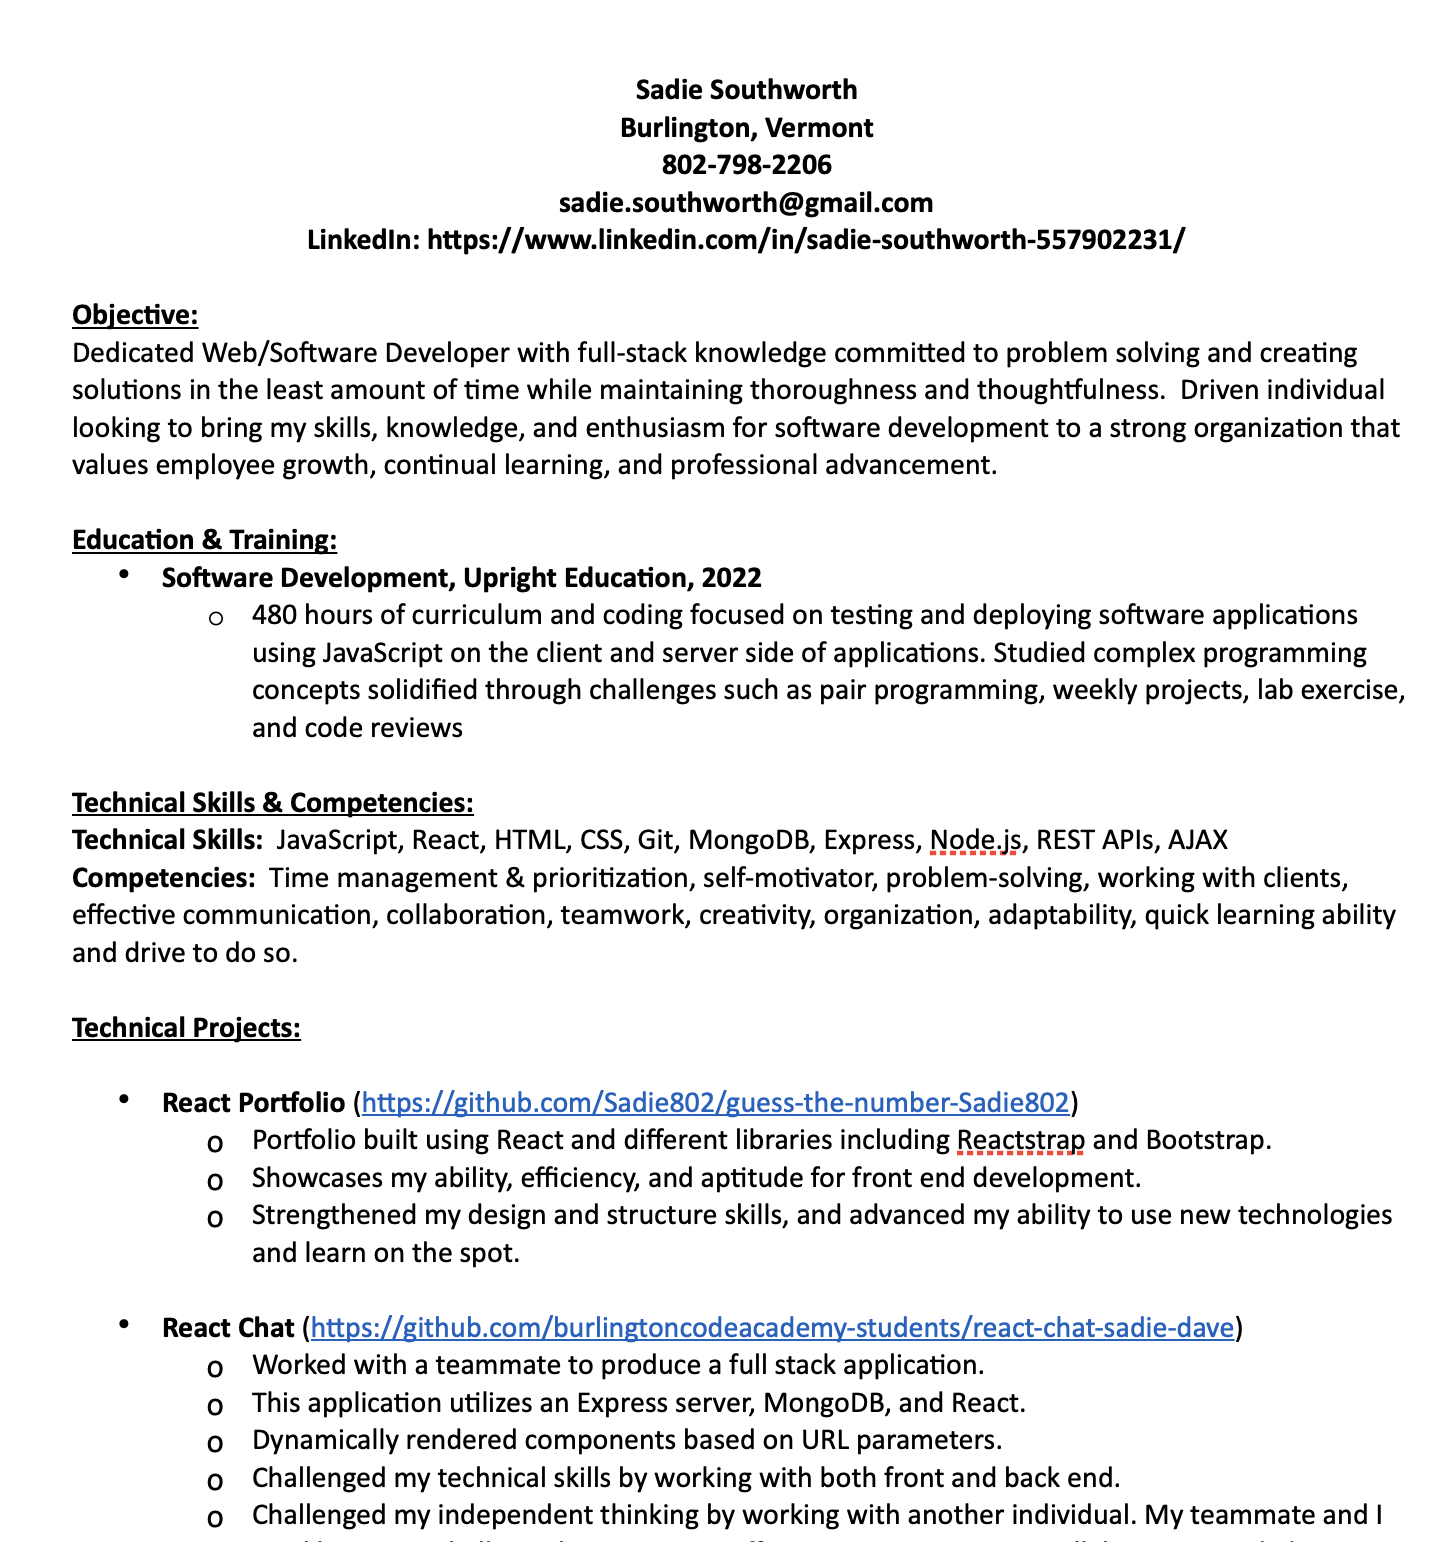 Sadie Southworth
Burlington, Vermont
802-798-2206
sadie.southworth@gmail.com
LinkedIn: https://www.linkedin.com/in/sadie-southworth-557902231/
Objective:
Dedicated Web/Software Developer with full-stack knowledge committed to problem solving and creating
solutions in the least amount of time while maintaining thoroughness and thoughtfulness.  Driven individual
looking to bring my skills, knowledge, and enthusiasm for software development to a strong organization that
values employee growth, continual learning, and professional advancement.
Education & Training:
• Software Development, Upright Education, 2022
o 480 hours of curriculum and coding focused on testing and deploying software applications
using JavaScript on the client and server side of applications. Studied complex programming
concepts solidified through challenges such as pair programming, weekly projects, lab exercise,
and code reviews
Technical Skills & Competencies:
Technical Skills:  JavaScript, React, HTML, CSS, Git, MongoDB, Express, Node.js, REST APIs, AJAX
Competencies:  Time management & prioritization, self-motivator, problem-solving, working with clients,
effective communication, collaboration, teamwork, creativity, organization, adaptability, quick learning ability
and drive to do so.
Technical Projects:
• React Portfolio (https://github.com/Sadie802/guess-the-number-Sadie802)
o Portfolio built using React and different libraries including Reactstrap and Bootstrap.
o Showcases my ability, efficiency, and aptitude for front end development.
o Strengthened my design and structure skills, and advanced my ability to use new technologies
and learn on the spot.
• React Chat (https://github.com/burlingtoncodeacademy-students/react-chat-sadie-dave)
o Worked with a teammate to produce a full stack application.
o This application utilizes an Express server, MongoDB, and React.
o Dynamically rendered components based on URL parameters.
o Challenged my technical skills by working with both front and back end.
o Challenged my independent thinking by working with another individual. My teammate and I